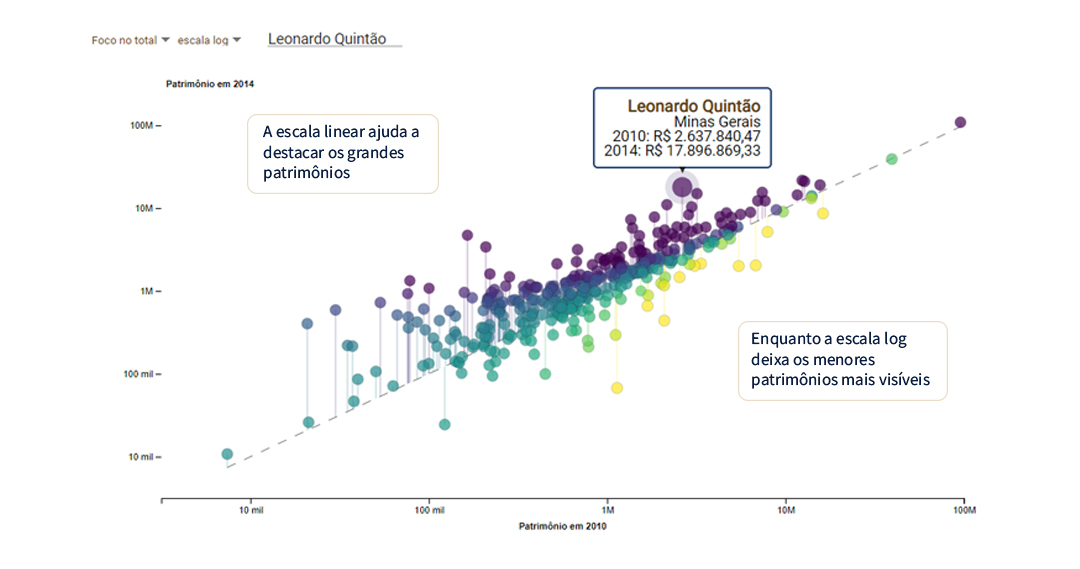 Foco no total
escala log
Leonardo Quintão
Patrimônio em 2014
A escala linear ajuda a
destacar os grandes
patrimônios
Leonardo Quintão
Minas Gerais
2010: R$ 2.637.840,47
2014: R$ 17.896.869,33
100M
10M
1M
100 mil
10 mil
Enquanto a escala log
deixa os menores
patrimônios mais visíveis
10 mil
100 mil
1M
10M
100M
Patrimônio em 2010